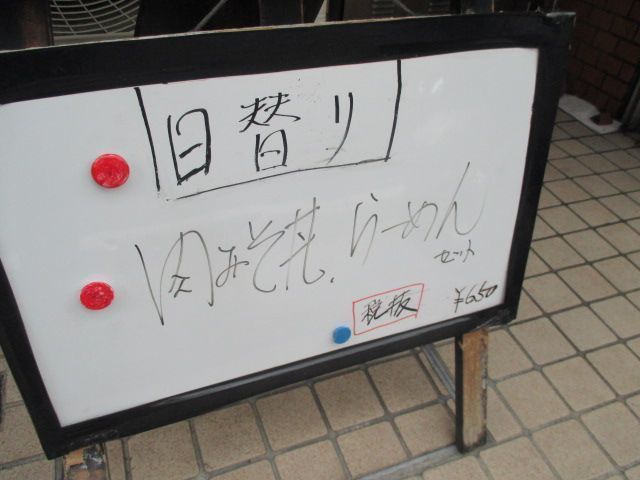 日替り
肉みそ丼、らーめん
セット
税抜 ¥650